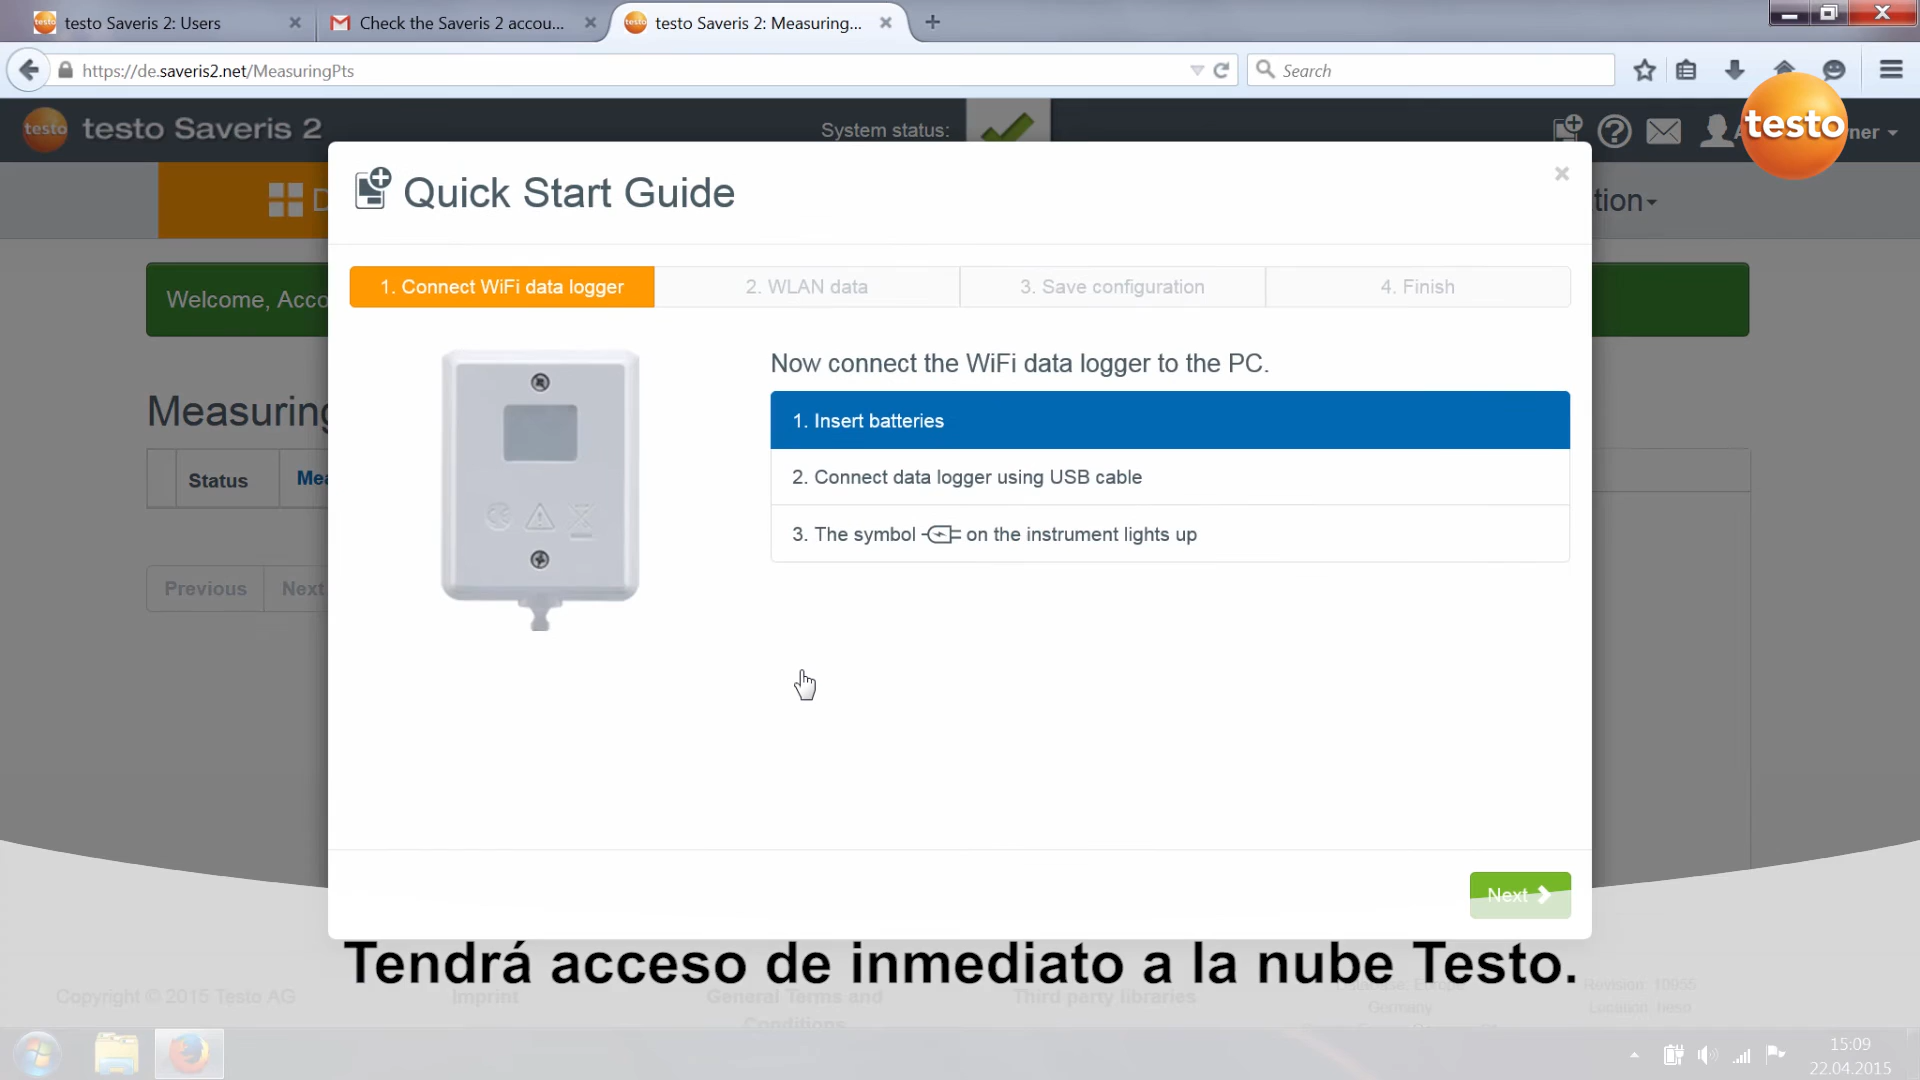 testo Saveris 2: Users
Check the Saveris 2 accou...
testo Saveris 2: Measuring...
https://de.saveris2.net/MeasuringPts
Search
testo
testo Saveris 2
System status:
ner
testo
Quick Start Guide
D
tion
1. Connect WiFi data logger
2. WLAN data
3. Save configuration
4. Finish
Welcome, Acco
Now connect the WiFi data logger to the PC.
Measuring
1. Insert batteries
Status
Mea
2. Connect data logger using USB cable
3. The symbol on the instrument lights up
Previous
Next
Next
Tendrá acceso de inmediato a la nube Testo.
Copyright © 2015 Testo AG
Imprint
General Terms and
Conditions
Third party libraries
Germany
Revision: 10955
15:09
22.04.2015